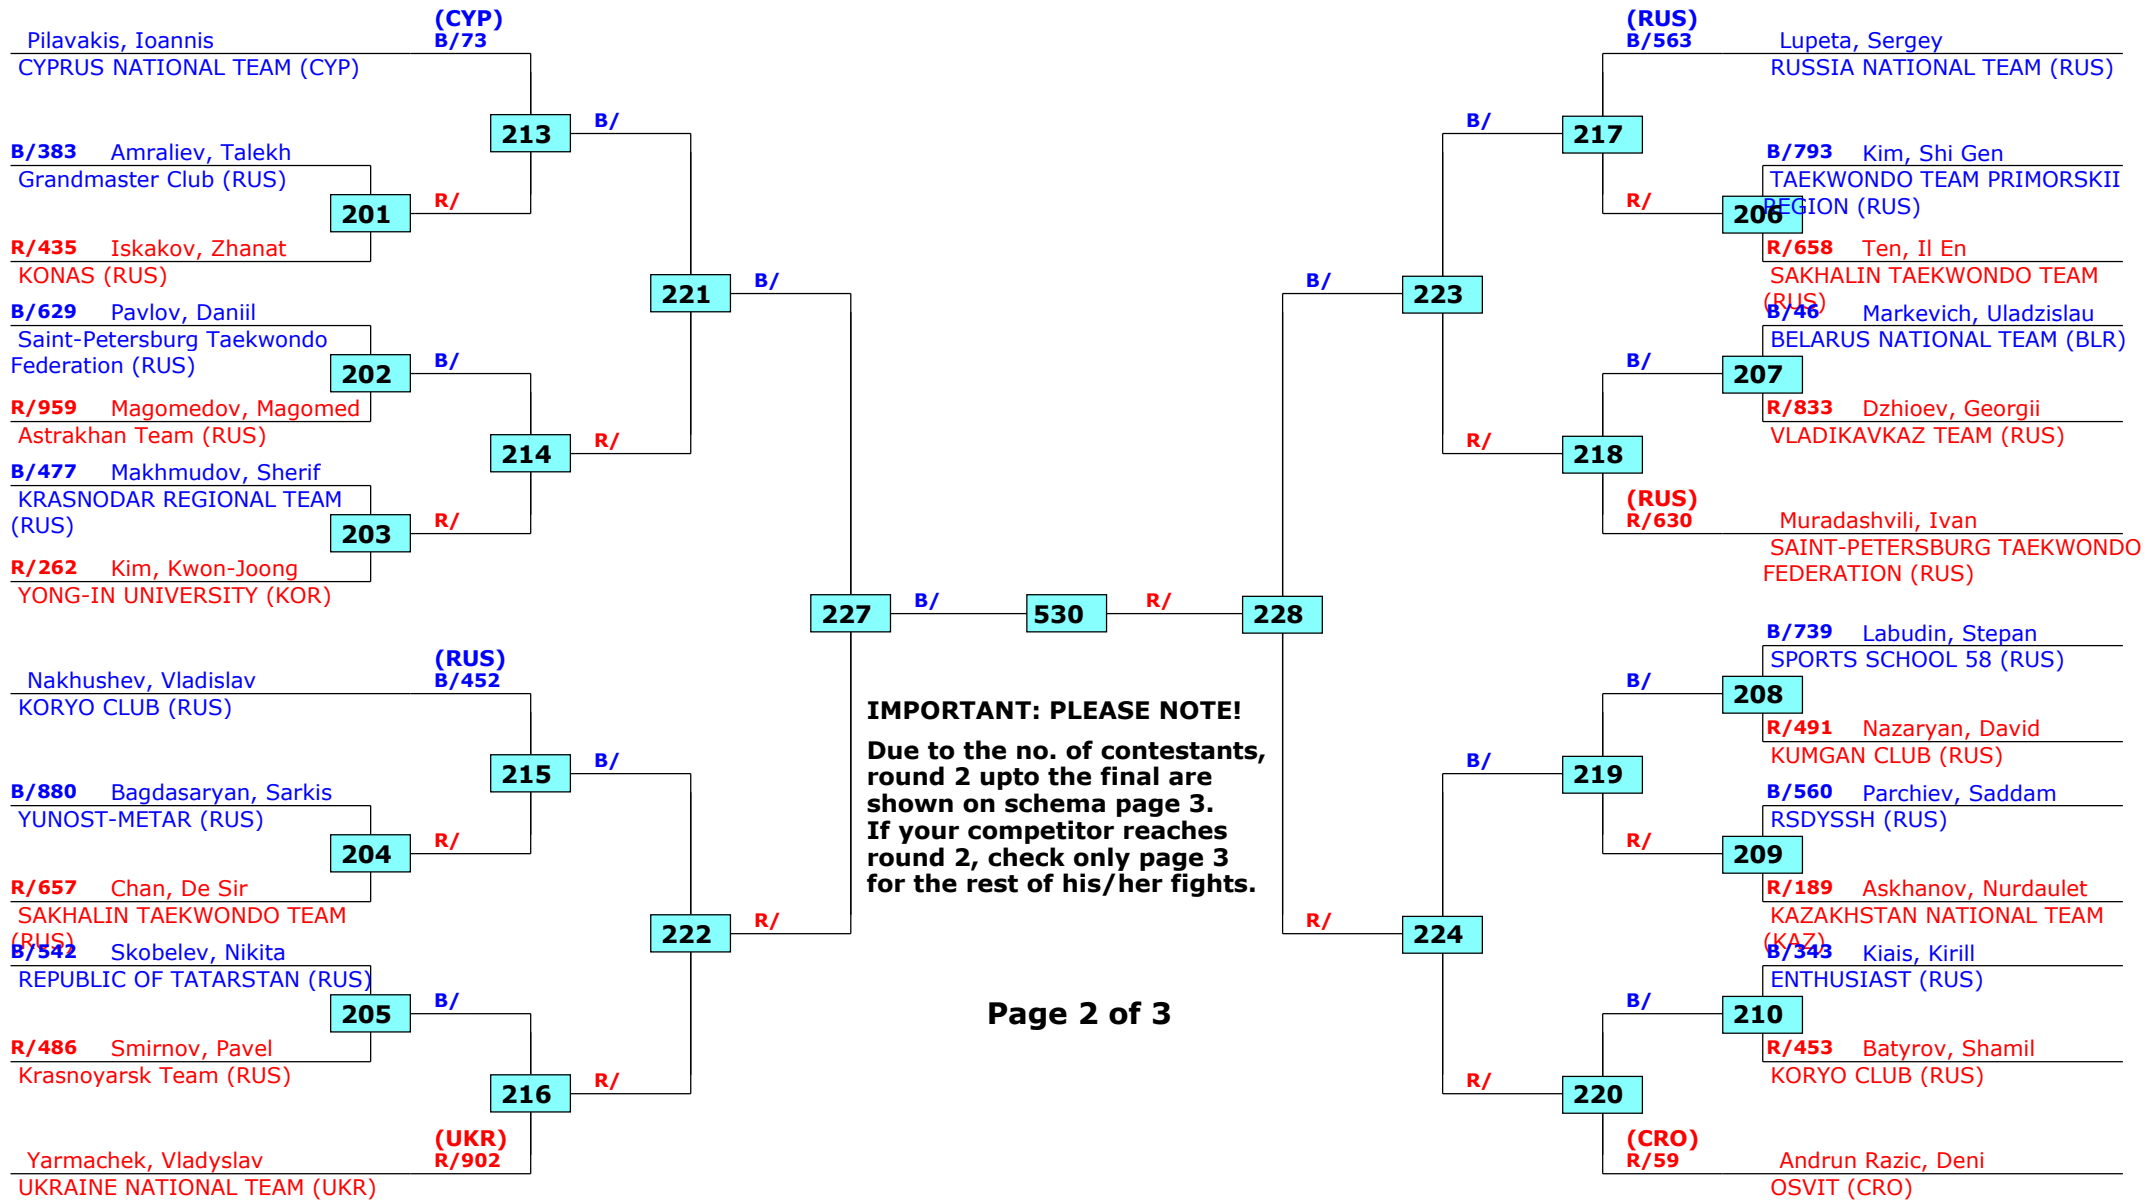 (CYP)
Pilavakis, Ioannis B/73
CYPRUS NATIONAL TEAM (CYP)
213
B/
B/383 Amraliev, Talekh
Grandmaster Club (RUS)
201
R/
R/435 Iskakov, Zhanat
KONAS (RUS)
221
B/
B/629 Pavlov, Daniil
Saint-Petersburg Taekwondo
Federation (RUS)
202
B/
R/959 Magomedov, Magomed
Astrakhan Team (RUS)
214
R/
B/477 Makhmudov, Sherif
KRASNODAR REGIONAL TEAM
(RUS)
203
R/
R/262 Kim, Kwon-Joong
YONG-IN UNIVERSITY (KOR)
227
B/
530
R/
228
(RUS)
Nakhushev, Vladislav B/452
KORYO CLUB (RUS)
215
B/
B/880 Bagdasaryan, Sarkis
YUNOST-METAR (RUS)
204
R/
R/657 Chan, De Sir
SAKHALIN TAEKWONDO TEAM
(RUS)
222
R/
B/542 Skobelev, Nikita
REPUBLIC OF TATARSTAN (RUS)
205
B/
R/486 Smirnov, Pavel
Krasnoyarsk Team (RUS)
216
R/
(UKR)
Yarmachek, Vladyslav R/902
UKRAINE NATIONAL TEAM (UKR)
IMPORTANT: PLEASE NOTE!
Due to the no. of contestants,
round 2 upto the final are
shown on schema page 3.
If your competitor reaches
round 2, check only page 3
for the rest of his/her fights.
Page 2 of 3
(RUS)
B/563 Lupeta, Sergey
RUSSIA NATIONAL TEAM (RUS)
B/
217
B/793 Kim, Shi Gen
TAEKWONDO TEAM PRIMORSKII
REGION (RUS)
R/
206
R/658 Ten, Il En
SAKHALIN TAEKWONDO TEAM
(RUS)
B/
223
B/46 Markevich, Uladzislau
BELARUS NATIONAL TEAM (BLR)
B/
207
R/833 Dzhioev, Georgii
VLADIKAVKAZ TEAM (RUS)
R/
218
(RUS)
R/630 Muradashvili, Ivan
SAINT-PETERSBURG TAEKWONDO
FEDERATION (RUS)
B/739 Labudin, Stepan
SPORTS SCHOOL 58 (RUS)
B/
208
R/491 Nazaryan, David
KUMGAN CLUB (RUS)
B/
219
B/560 Parchiev, Saddam
RSDYSSH (RUS)
R/
209
R/189 Askhanov, Nurdaulet
KAZAKHSTAN NATIONAL TEAM
(KAZ)
R/
224
B/343 Kiais, Kirill
ENTHUSIAST (RUS)
B/
210
R/453 Batyrov, Shamil
KORYO CLUB (RUS)
R/
220
(CRO)
R/59 Andrun Razic, Deni
OSVIT (CRO)